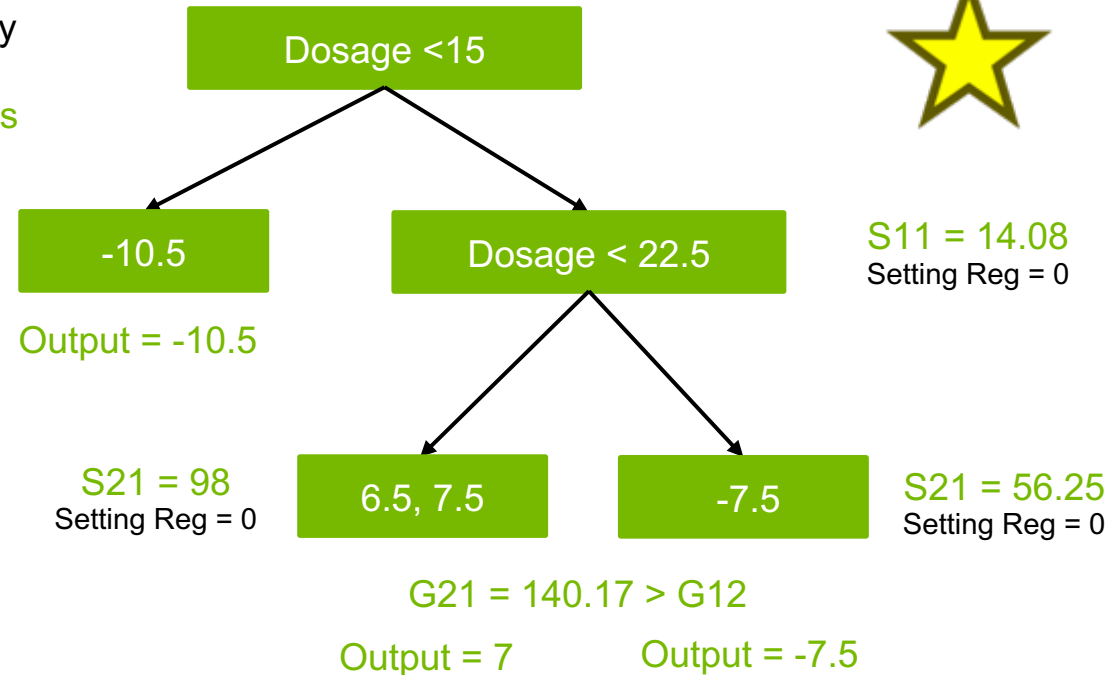 y
Dosage <15
s
-10.5
Dosage < 22.5
S11 = 14.08
Setting Reg = 0
Output = -10.5
S21 = 98
Setting Reg = 0
6.5, 7.5
-7.5
S21 = 56.25
Setting Reg = 0
G21 = 140.17 > G12
Output = 7
Output = -7.5